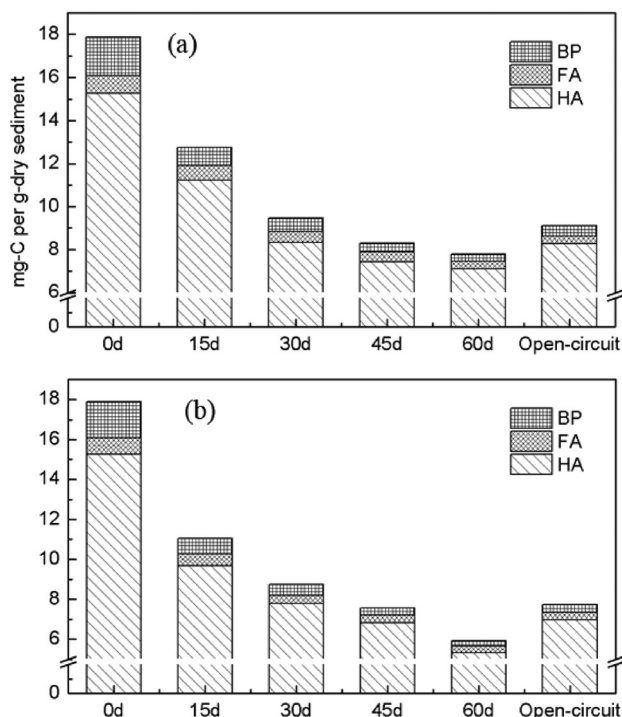 (a)
BP
FA
HA
18
16
14
12
10
8
6
0
mg-C per g-dry sediment
0d 15d 30d 45d 60d Open-circuit
(b)
BP
FA
HA
18
16
14
12
10
8
6
0
0d 15d 30d 45d 60d Open-circuit